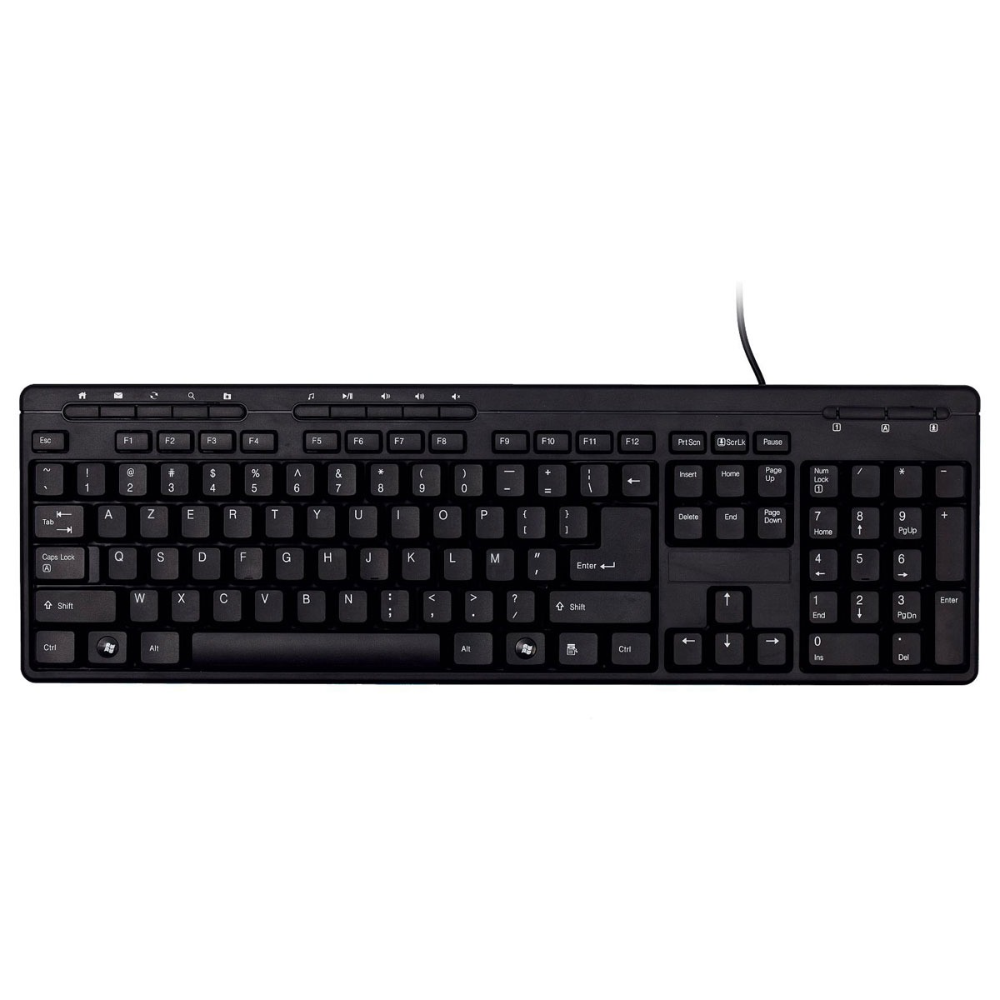 Esc F1 F2 F3 F4 F5 F6 F7 F8 F9 F10 F11 F12 PrtScn ScrLk Pause
1 A
~ ! @ # $ % ^ & * ( ) — + ¦
` 1 2 3 4 5 6 7 8 9 0 - = \ ←
Insert Home Page Up
Num Lock 1 / * -
Tab A Z E R T Y U I O P { [ } ]
Delete End Page Down
7 Home 8 ↑ 9 PgUp +
Caps Lock A Q S D F G H J K L M " , Enter
4 ← 5 6 →
Shift W X C V B N : ; < , > . ? / Shift
↑
1 End 2 ↓ 3 PgDn Enter
Ctrl Alt Alt Ctrl
← ↓ →
0 Ins . Del